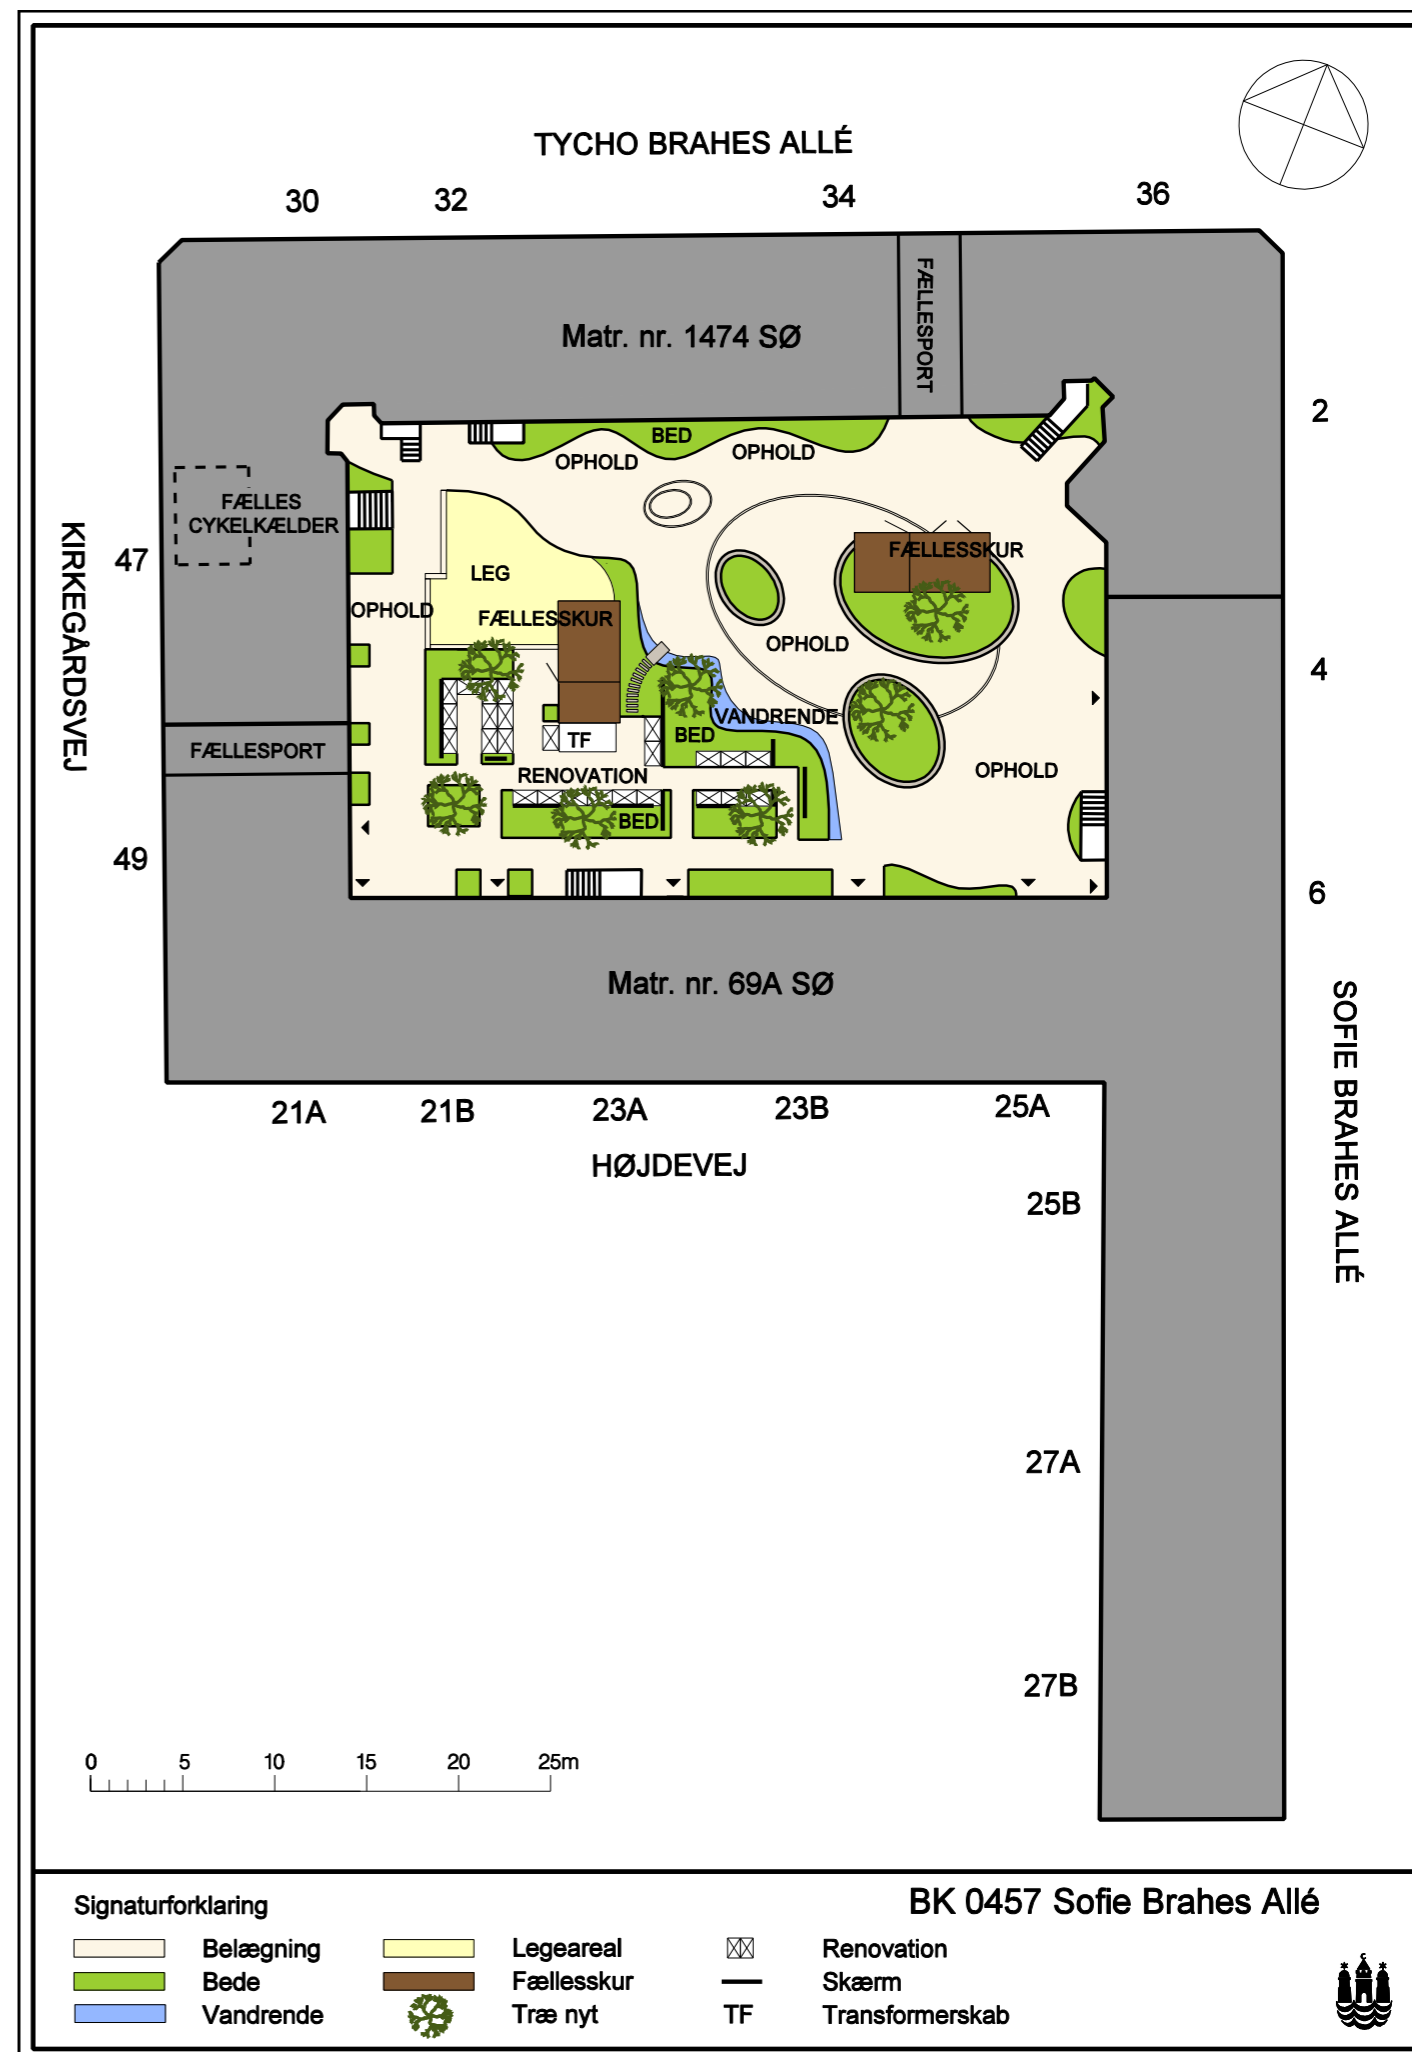 TYCHO BRAHES ALLÉ
30
32
34
36
FÆLLESPORT
Matr. nr. 1474 SØ
2
BED
OPHOLD
OPHOLD
FÆLLES
CYKELKÆLDER
KIRKEGÅRDSVEJ
47
LEG
FÆLLESSKUR
OPHOLD
FÆLLESSKUR
OPHOLD
4
VANDRENDE
BED
TF
FÆLLESPORT
RENOVATION
OPHOLD
BED
49
6
Matr. nr. 69A SØ
SOFIE BRAHES ALLÉ
21A
21B
23A
23B
25A
HØJDEVEJ
25B
27A
27B
0 5 10 15 20 25m
Signaturforklaring
BK 0457 Sofie Brahes Allé
Belægning
Legeareal
Renovation
Bede
Fællesskur
Skærm
Vandrende
Træ nyt
TF
Transformerskab